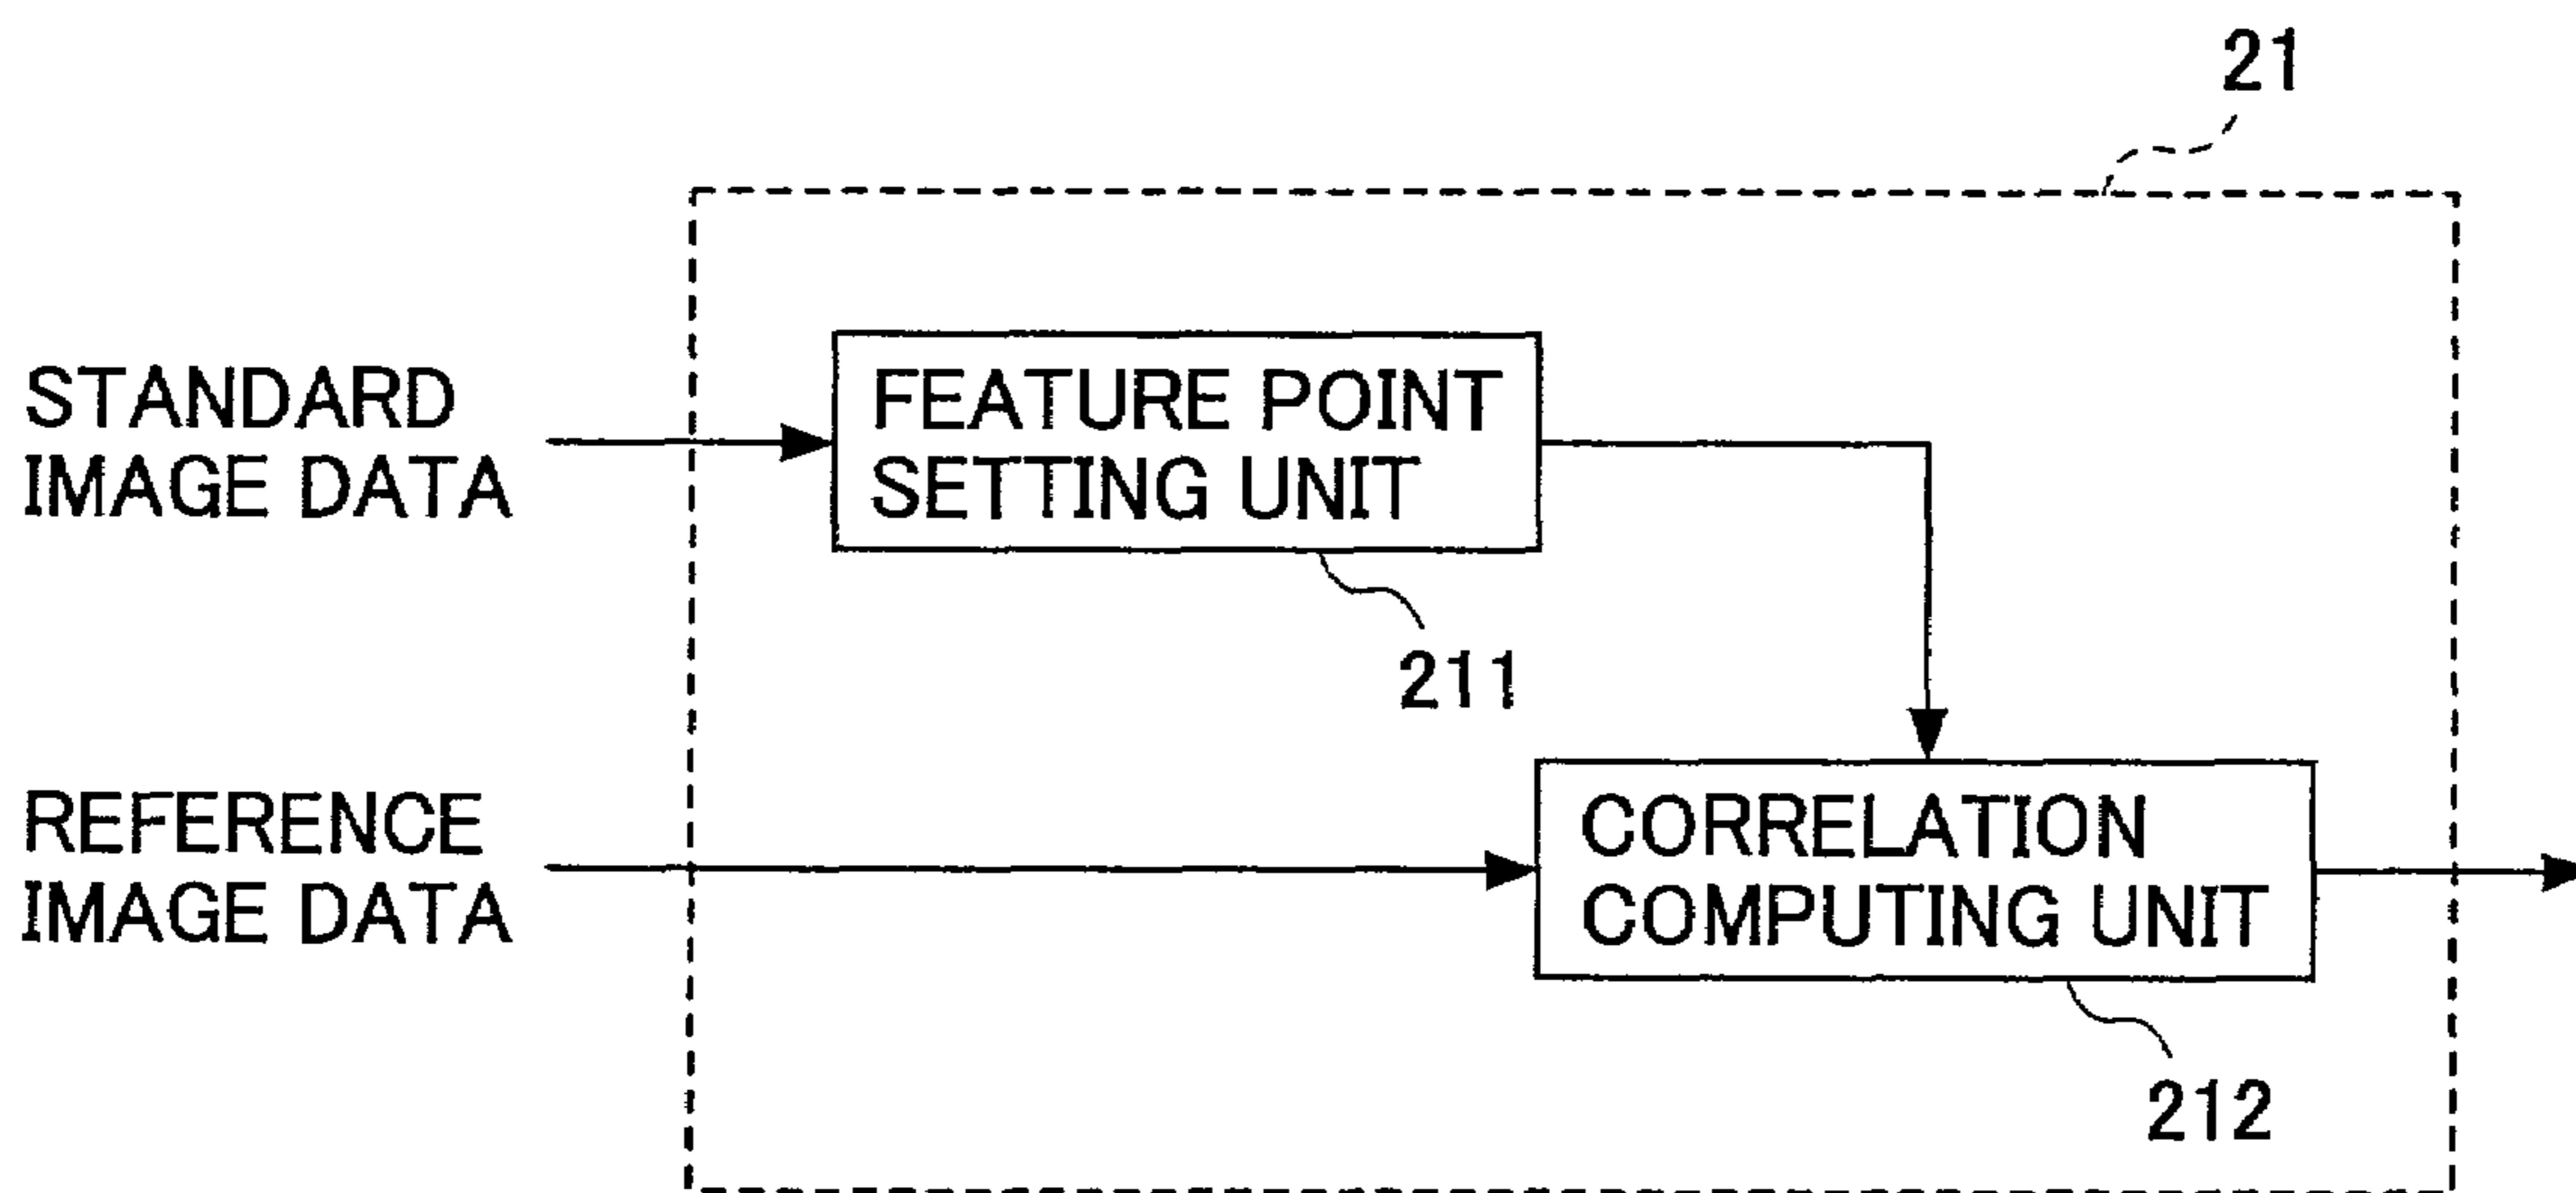 21
STANDARD
IMAGE DATA
FEATURE POINT
SETTING UNIT
211
REFERENCE
IMAGE DATA
CORRELATION
COMPUTING UNIT
212